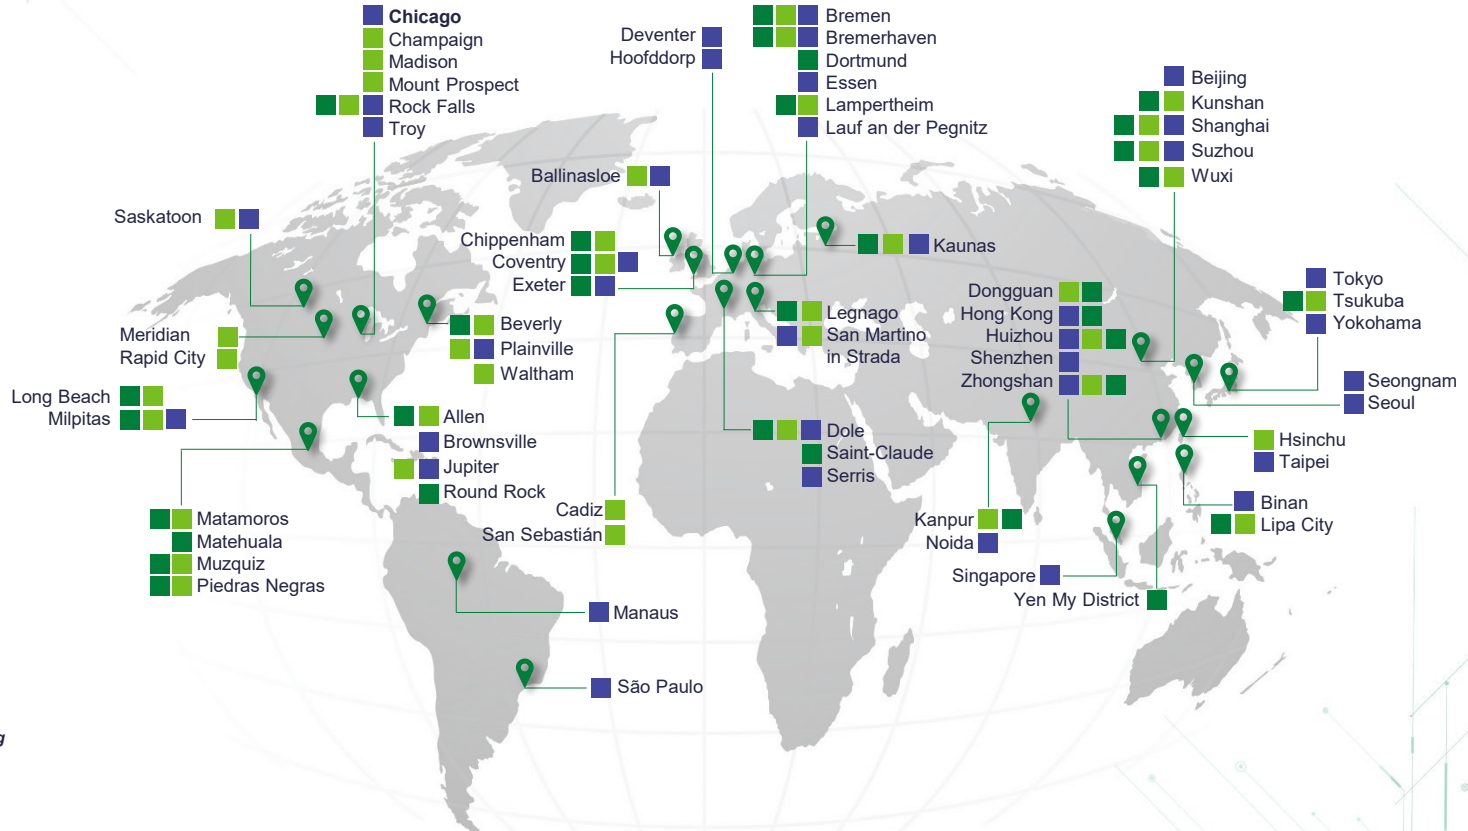 Chicago
Champaign
Madison
Mount Prospect
Rock Falls
Troy
Deventer
Hoofddorp
Bremen
Bremerhaven
Dortmund
Essen
Lampertheim
Lauf an der Pegnitz
Beijing
Kunshan
Shanghai
Suzhou
Wuxi
Ballinasloe
Saskatoon
Chippenham
Coventry
Exeter
Kaunas
Tokyo
Tsukuba
Yokohama
Dongguan
Hong Kong
Huizhou
Shenzhen
Zhongshan
Legnago
San Martino
in Strada
Beverly
Plainville
Waltham
Meridian
Rapid City
Long Beach
Milpitas
Seongnam
Seoul
Allen
Brownsville
Jupiter
Round Rock
Dole
Saint-Claude
Serris
Hsinchu
Taipei
Binan
Lipa City
Cadiz
San Sebastián
Kanpur
Noida
Matamoros
Matehuala
Muzquiz
Piedras Negras
Singapore
Yen My District
Manaus
São Paulo
g